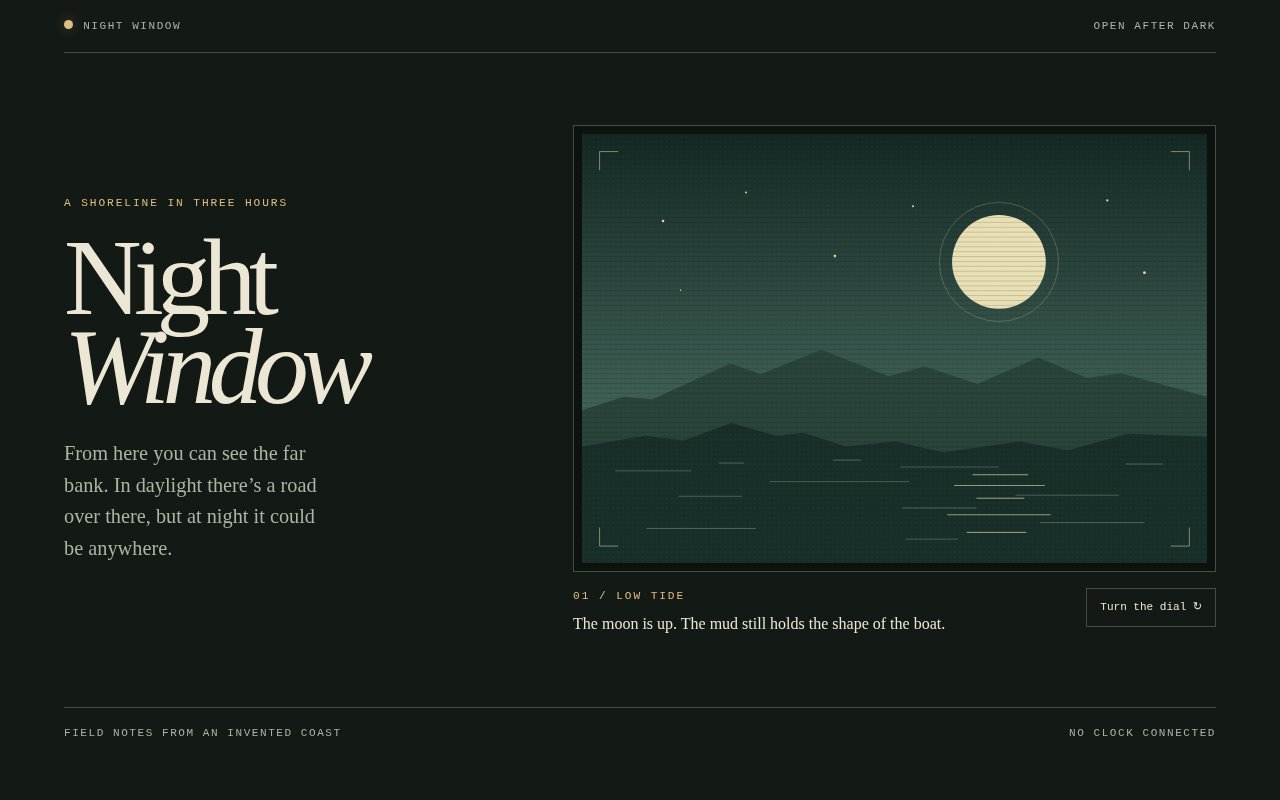 NIGHT WINDOW
OPEN AFTER DARK
A SHORELINE IN THREE HOURS
Night
Window
From here you can see the far
bank. In daylight there’s a road
over there, but at night it could
be anywhere.
01 / LOW TIDE
The moon is up. The mud still holds the shape of the boat.
Turn the dial ↻
FIELD NOTES FROM AN INVENTED COAST
NO CLOCK CONNECTED